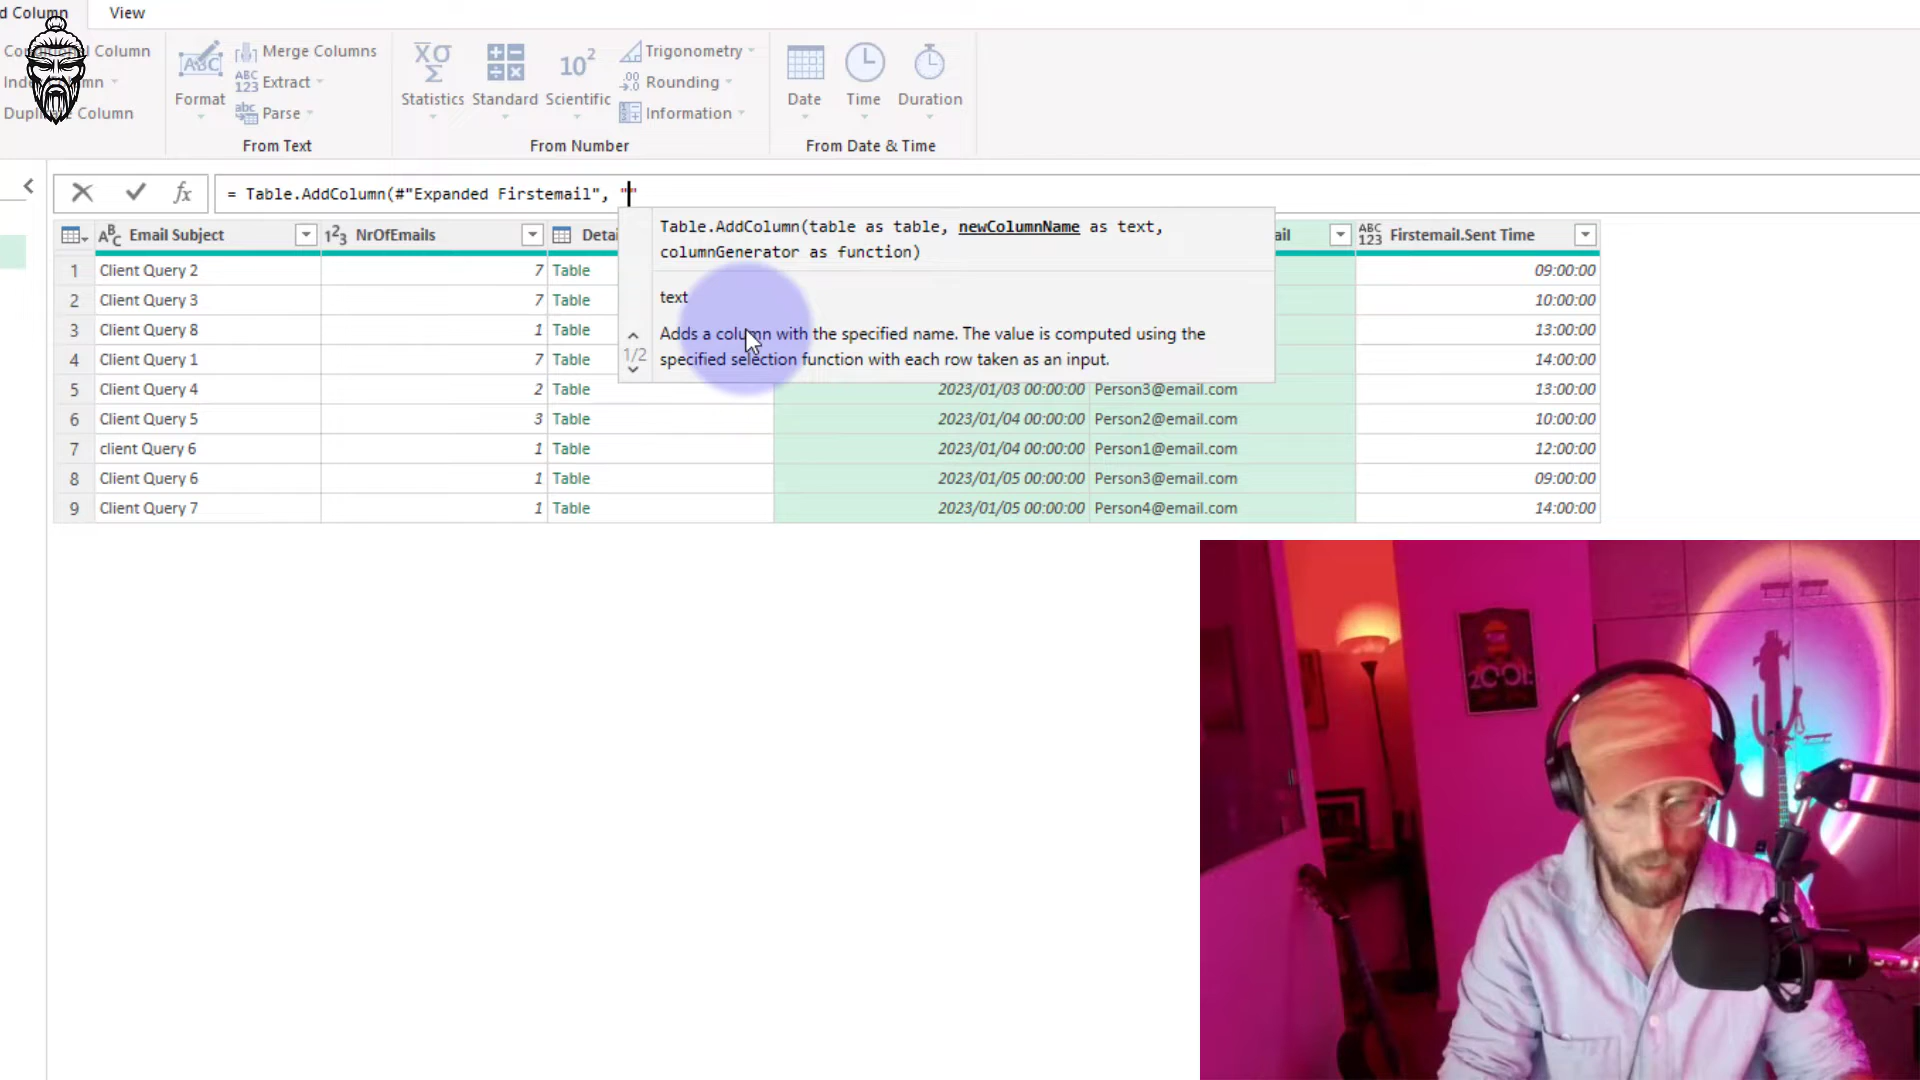 d Column View
Merge Columns
Trigonometry
Extract
Rounding
Duplicate Column
Format
Parse
Statistics Standard Scientific
Information
Date Time Duration
From Text From Number From Date & Time
= Table.AddColumn(#"Expanded Firstemail", ""
Table.AddColumn(table as table, newColumnName as text,
columnGenerator as function)
text
Adds a column with the specified name. The value is computed using the
specified selection function with each row taken as an input.
1/2
Email Subject NrOfEmails Detai ail Firstemail.Sent Time
1 Client Query 2 7 Table 09:00:00
2 Client Query 3 7 Table 10:00:00
3 Client Query 8 1 Table 13:00:00
4 Client Query 1 7 Table 14:00:00
5 Client Query 4 2 Table 2023/01/03 00:00:00 Person3@email.com 13:00:00
6 Client Query 5 3 Table 2023/01/04 00:00:00 Person2@email.com 10:00:00
7 client Query 6 1 Table 2023/01/04 00:00:00 Person1@email.com 12:00:00
8 Client Query 6 1 Table 2023/01/05 00:00:00 Person3@email.com 09:00:00
9 Client Query 7 1 Table 2023/01/05 00:00:00 Person4@email.com 14:00:00